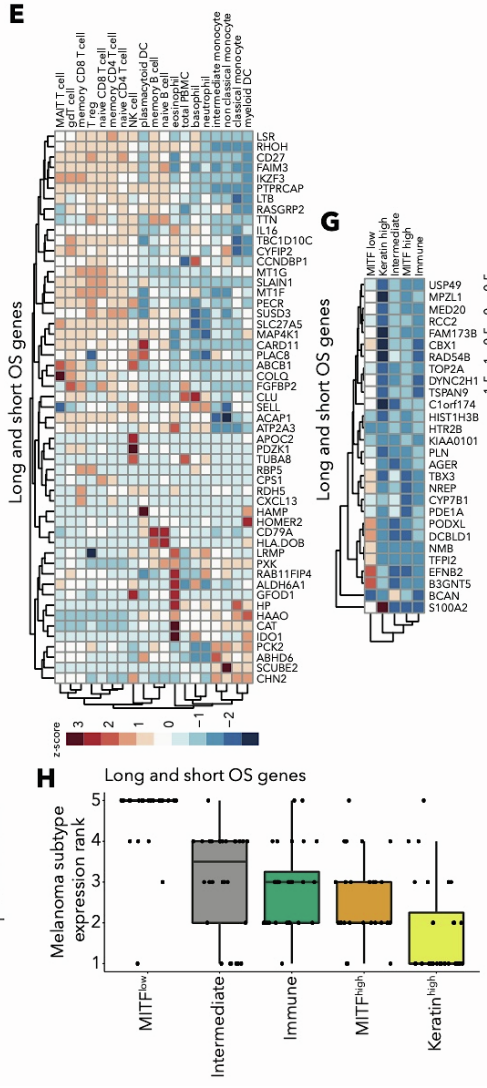 E
MAIT T cell
gdT cell
memory CD8 T cell
T reg
naive CD8 T cell
memory CD4 T cell
naive CD4 T cell
NK cell
plasmacytoid DC
memory B cell
naive B cell
eosinophil
total PBMC
basophil
neutrophil
intermediate monocyte
non classical monocyte
classical monocyte
myeloid DC
Long and short OS genes
LSR
RHOH
CD27
FAIM3
IKZF3
PTPRCAP
LTB
RASGRP2
TTN
IL16
TBC1D10C
CYFIP2
CCNDBP1
MT1G
SLAIN1
MT1F
PECR
SUSD3
SLC27A5
MAP4K1
CARD11
PLAC8
ABCB1
COLQ
FGFBP2
CLU
SELL
AGAP1
ATP2A3
APOC2
PDZK1
TUBA8
RBP5
CPS1
RDH5
CXCL13
HAMP
HOMER2
CD79A
HLA.DOB
LRMP
PXK
RAB11FIP4
ALDH6A1
GFOD1
HP
HAAO
CAT
IDO1
PCK2
ABHD6
SCUBE2
CHN2
z-score
3 2 1 0 −1 −2
G
MITF low
Keratin high
Intermediate
MITF high
Immune
Long and short OS genes
USP49
MPZL1
MED20
RCC2
FAM173B
CBX1
RAD54B
TOP2A
DYNC2H1
TSPAN9
C1orf174
HIST1H3B
HTR2B
KIAA0101
PLN
AGER
TBX3
NREP
CYP7B1
PDE1A
PODXL
DCBLD1
NMB
TFPI2
EFNB2
B3GNT5
BCAN
S100A2
H
Long and short OS genes
Melanoma subtype
expression rank
5
4
3
2
1
MITFlow
Intermediate
Immune
MITFhigh
Keratinhigh